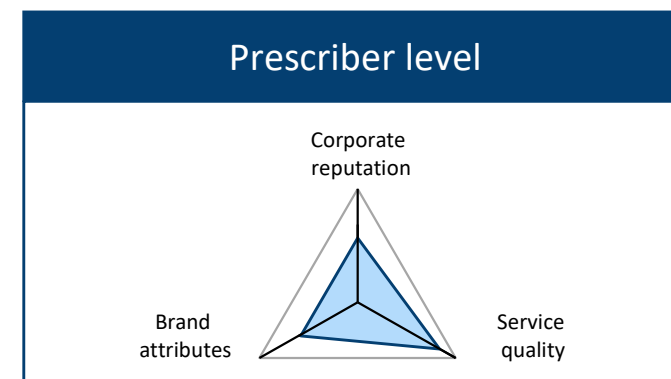 Prescriber level
Corporate
reputation
Brand
attributes
Service
quality